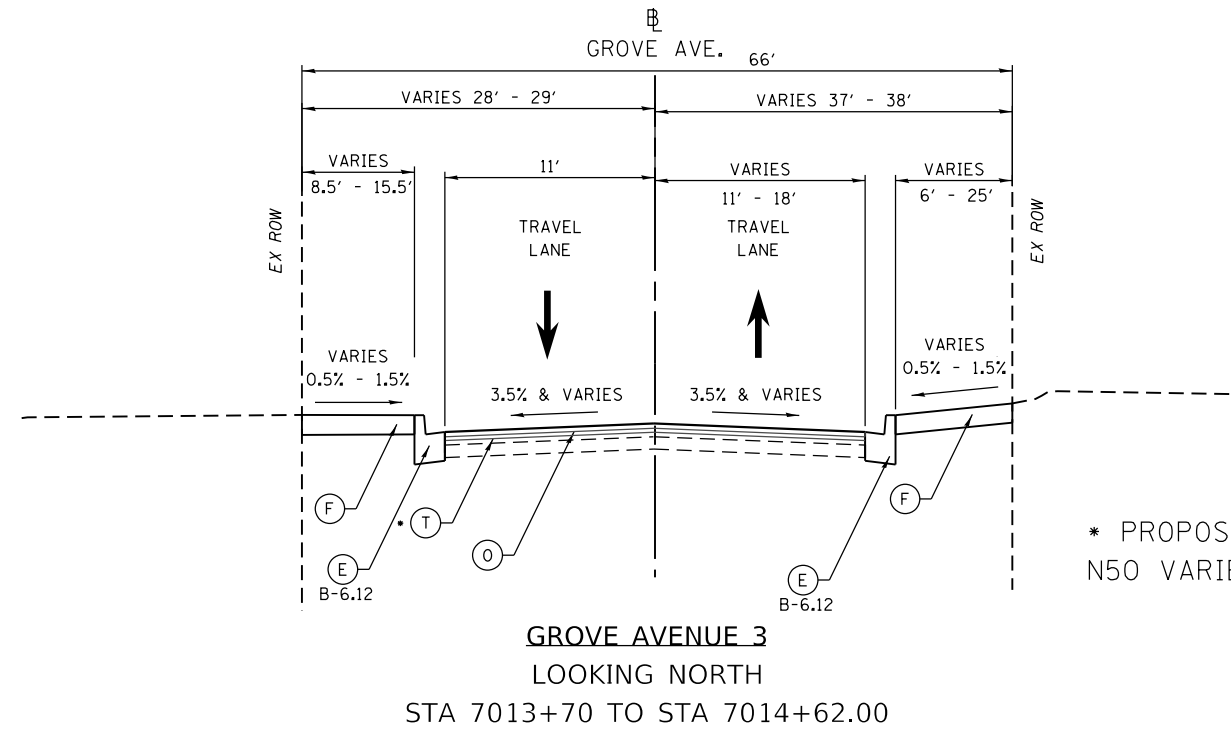 ℄
GROVE AVE.
66'
VARIES 28' - 29'
VARIES 37' - 38'
VARIES
8.5' - 15.5'
11'
VARIES
11' - 18'
VARIES
6' - 25'
EX ROW
EX ROW
TRAVEL
LANE
TRAVEL
LANE
VARIES
0.5% - 1.5%
3.5% & VARIES
3.5% & VARIES
VARIES
0.5% - 1.5%
F
* T
O
E
B-6.12
F
E
B-6.12
* PROPOS
N50 VARIE
GROVE AVENUE 3
LOOKING NORTH
STA 7013+70 TO STA 7014+62.00